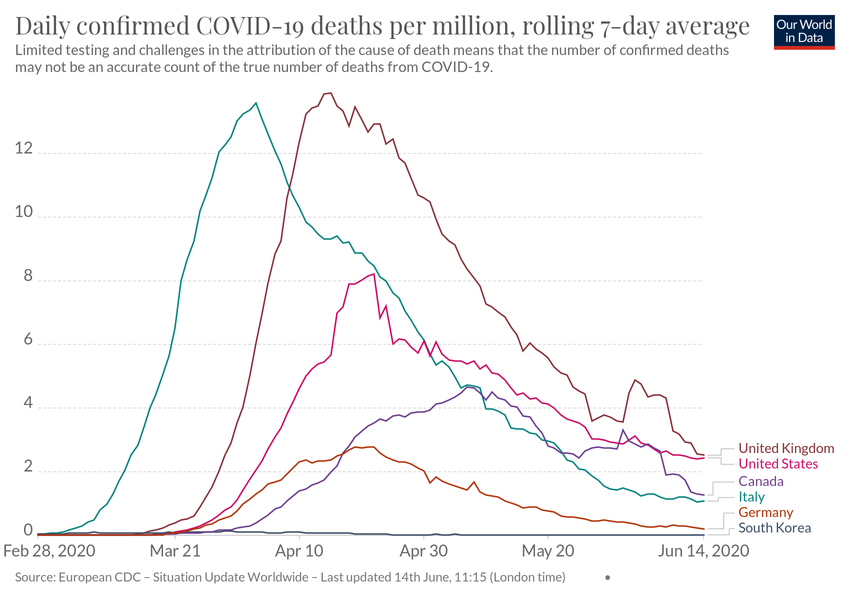 Daily confirmed COVID-19 deaths per million, rolling 7-day average
Our World
in Data
Limited testing and challenges in the attribution of the cause of death means that the number of confirmed deaths
may not be an accurate count of the true number of deaths from COVID-19.
12
10
8
6
4
2
0
United Kingdom
United States
Canada
Italy
Germany
South Korea
Feb 28, 2020
Mar 21
Apr 10
Apr 30
May 20
Jun 14, 2020
Source: European CDC – Situation Update Worldwide – Last updated 14th June, 11:15 (London time)